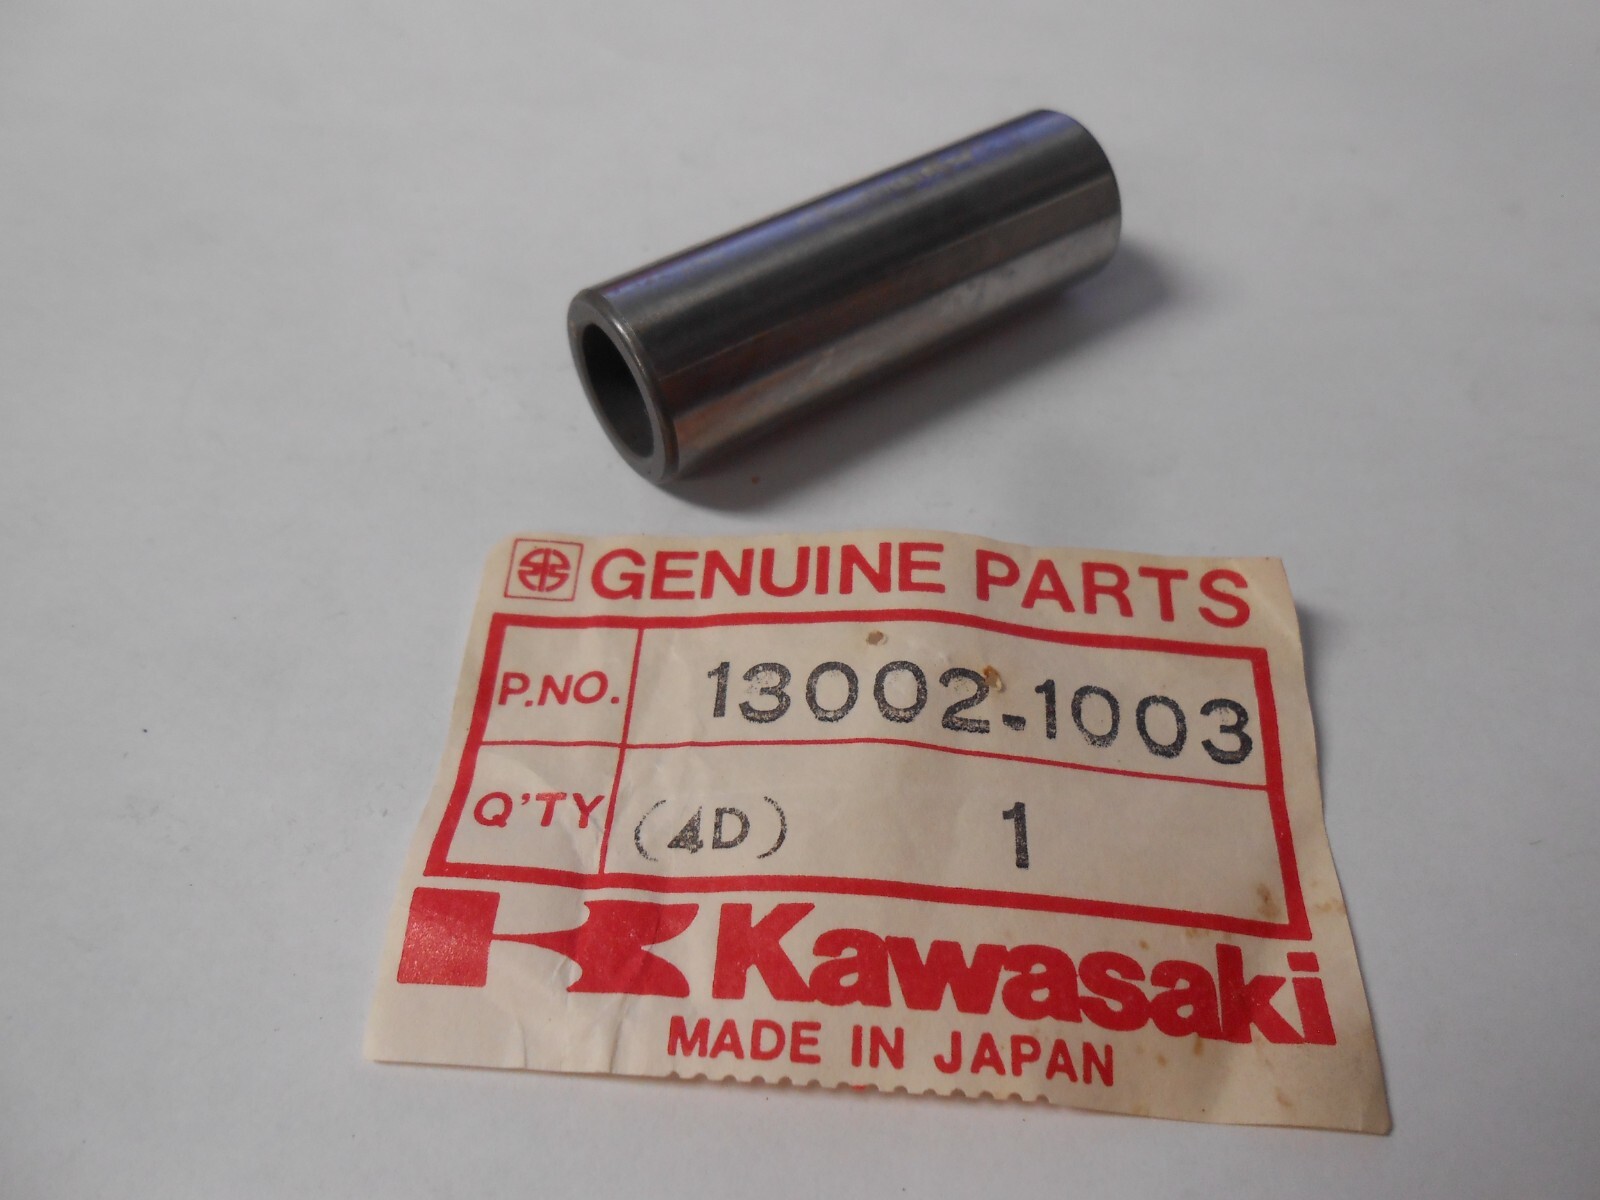 GENUINE PARTS
P.NO. 13002-1003
Q'TY (4D) 1
Kawasaki
MADE IN JAPAN